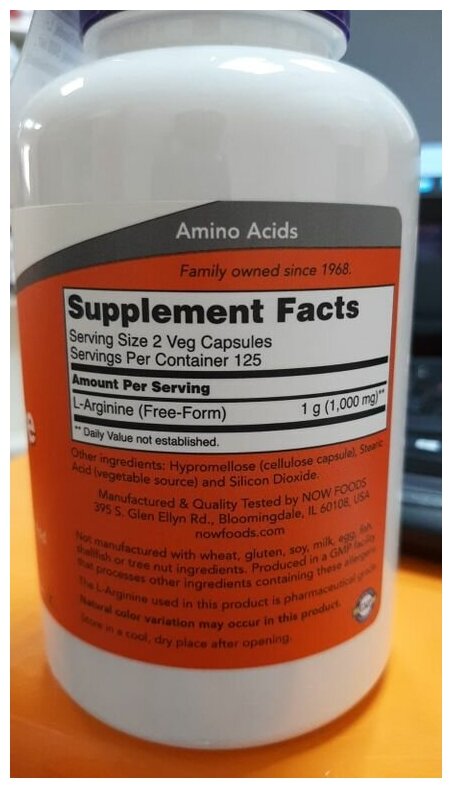 Amino Acids
Family owned since 1968.
Supplement Facts
Serving Size 2 Veg Capsules
Servings Per Container 125
Amount Per Serving
L-Arginine (Free-Form) 1 g (1,000 mg)**
** Daily Value not established.
Other ingredients: Hypromellose (cellulose capsule), Stearic
Acid (vegetable source) and Silicon Dioxide.
Manufactured & Quality Tested by NOW FOODS
395 S. Glen Ellyn Rd., Bloomingdale, IL 60108, USA
nowfoods.com
Not manufactured with wheat, gluten, soy, milk, egg, fish,
shellfish or tree nut ingredients. Produced in a GMP facility
that processes other ingredients containing these allergens.
The L-Arginine used in this product is pharmaceutical grade.
Natural color variation may occur in this product.
Store in a cool, dry place after opening.
e